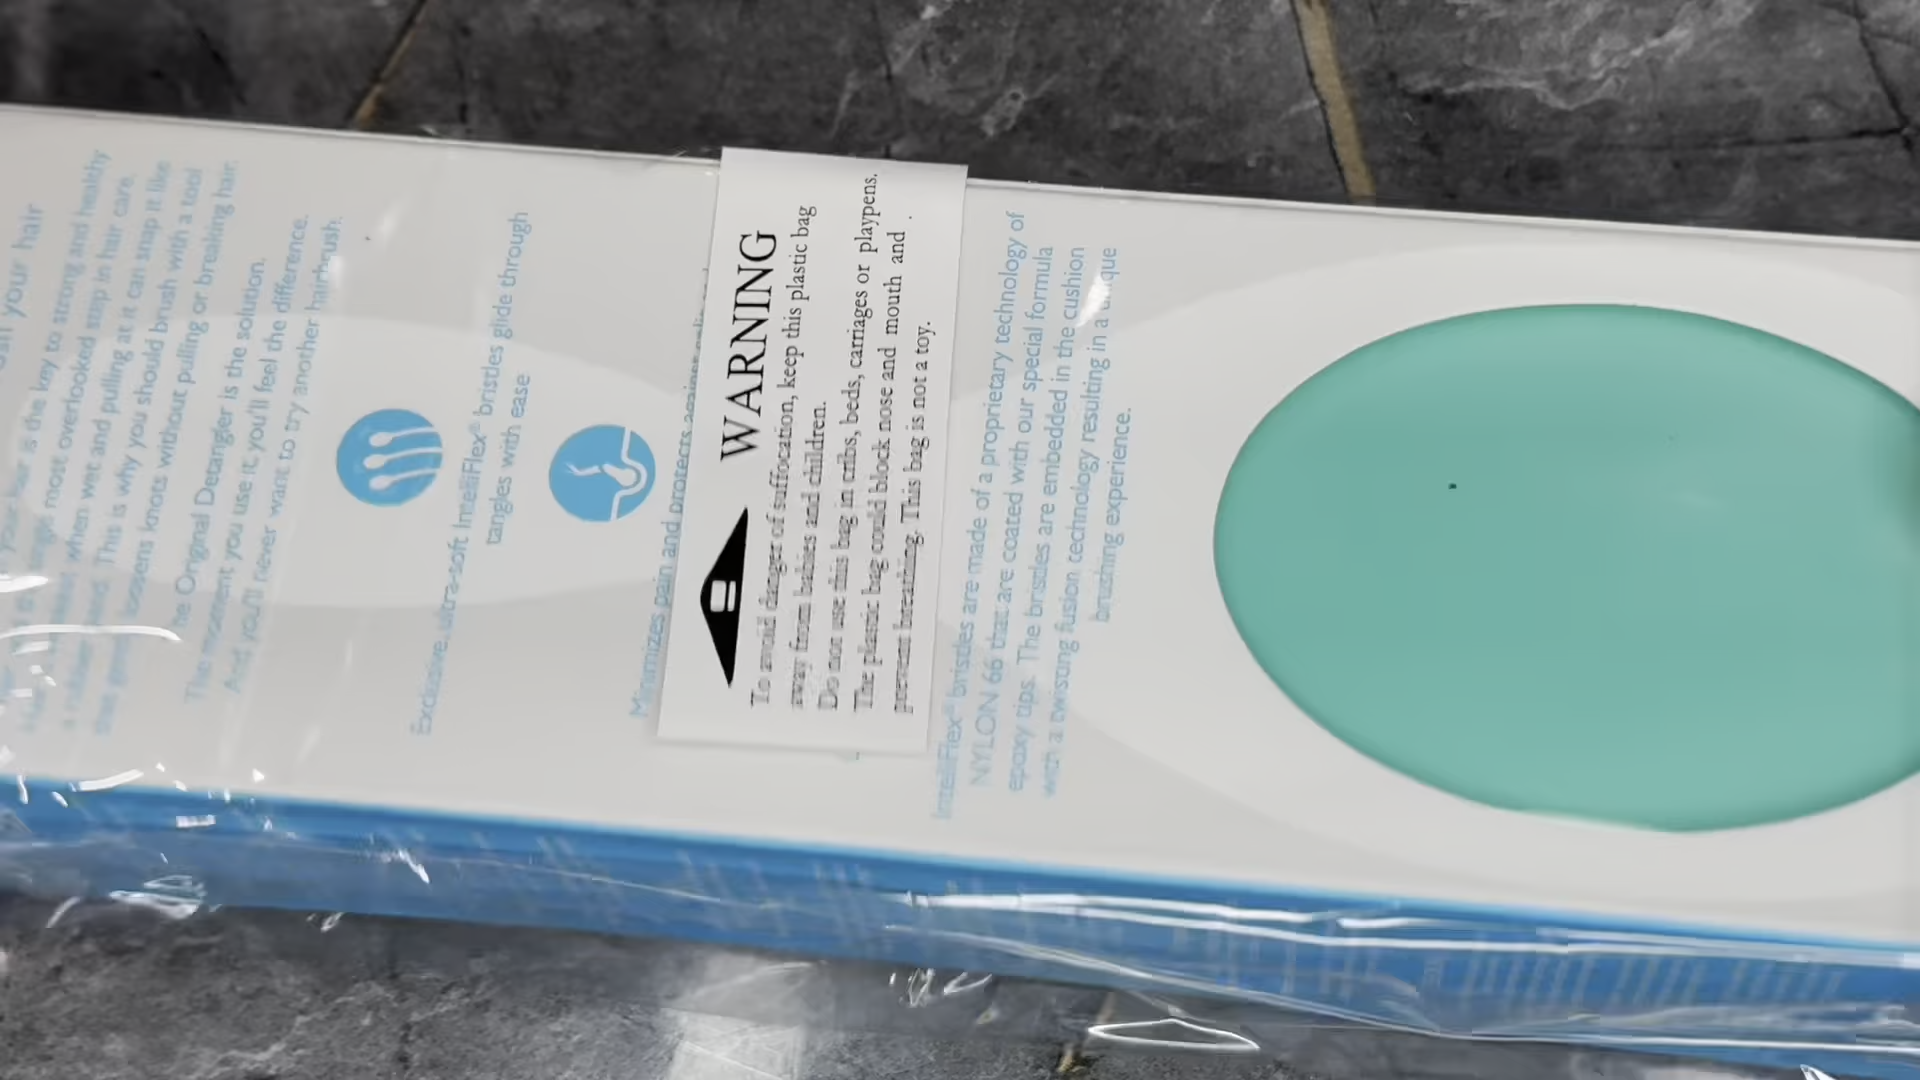 your hair
is the key to strong and healthy
most overlooked step in hair care.
when wet and pulling at it can snap it like
This is why you should brush with a tool
loosens knots without pulling or breaking hair.
The Original Detangler is the solution.
The moment you use it, you'll feel the difference.
And you'll never want to try another hairbrush.
Exclusive, ultra-soft IntelliFlex® bristles glide through
tangles with ease
Minimizes pain and protects against
WARNING
To avoid danger of suffocation, keep this plastic bag
away from babies and children.
Do not use this bag in cribs, beds, carriages or playpens.
The plastic bag could block nose and mouth and .
prevent breathing. This bag is not a toy.
IntelliFlex® bristles are made of a proprietary technology of
NYLON 66 that are coated with our special formula
epoxy tips. The bristles are embedded in the cushion
with a twisting fusion technology resulting in a unique
brushing experience.